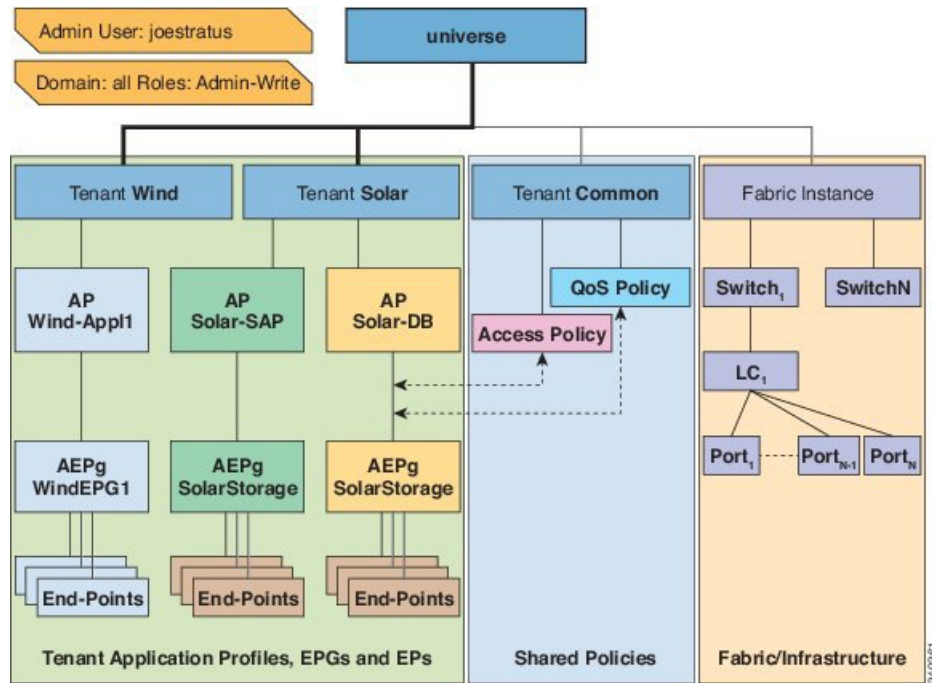 Admin User: joestratus
universe
Domain: all Roles: Admin-Write
Tenant Wind
Tenant Solar
Tenant Common
Fabric Instance
AP
Wind-Appl1
AP
Solar-SAP
AP
Solar-DB
QoS Policy
Access Policy
Switch₁
SwitchN
LC₁
Port₁
Portₙ₋₁
Portₙ
AEPg
WindEPG1
AEPg
SolarStorage
AEPg
SolarStorage
End-Points
End-Points
End-Points
Tenant Application Profiles, EPGs and EPs
Shared Policies
Fabric/Infrastructure